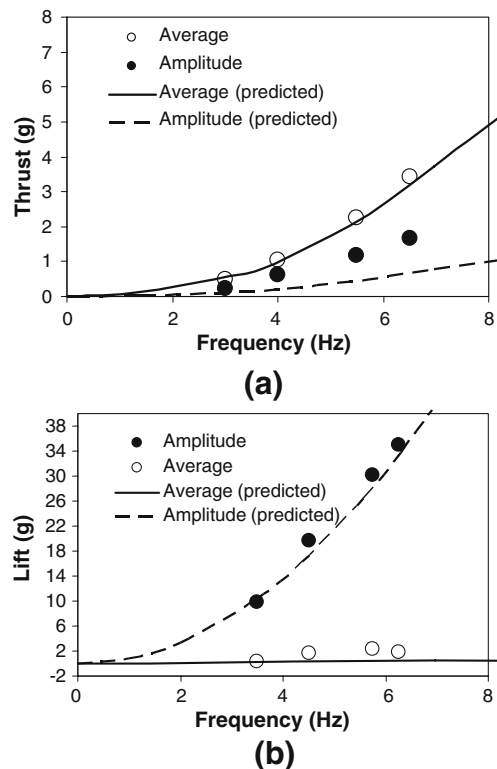 8
7
6
5
4
3
2
1
0
Thrust (g)
Average
Amplitude
Average (predicted)
Amplitude (predicted)
0 2 4 6 8
Frequency (Hz)
(a)
38
34
30
26
22
18
14
10
6
2
-2
Lift (g)
Amplitude
Average
Average (predicted)
Amplitude (predicted)
0 2 4 6 8
Frequency (Hz)
(b)